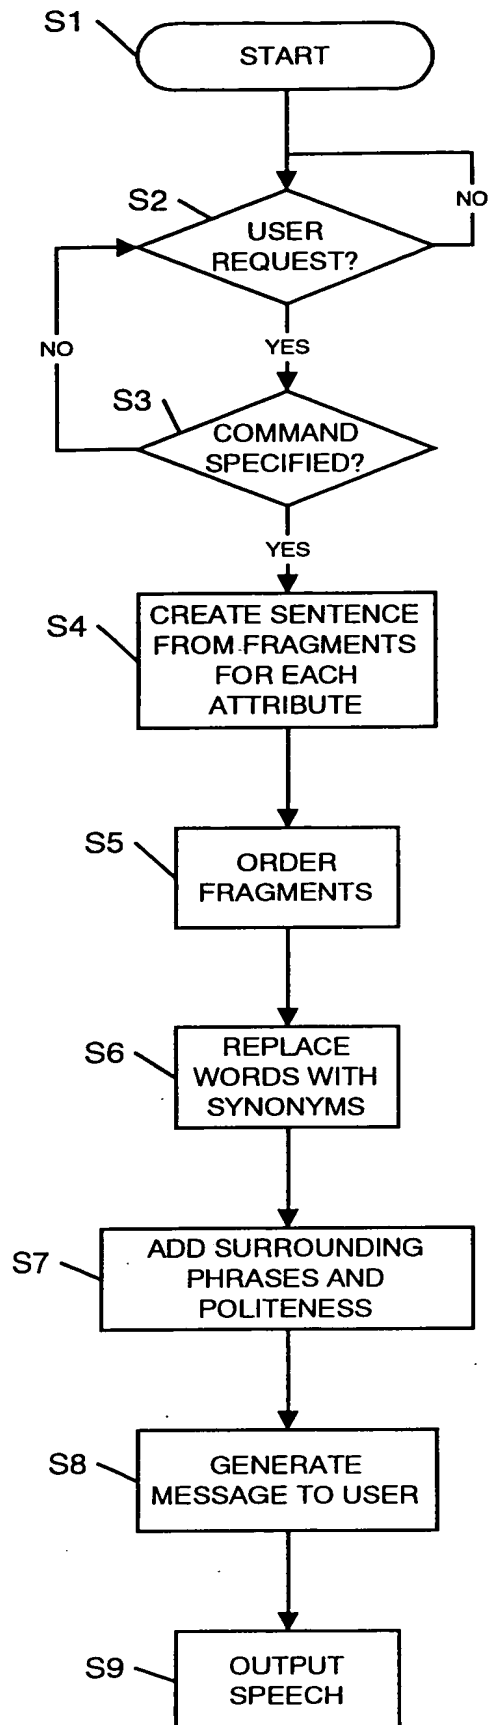 S1
START
NO
S2
USER
REQUEST?
YES
NO
S3
COMMAND
SPECIFIED?
YES
S4
CREATE SENTENCE
FROM FRAGMENTS
FOR EACH
ATTRIBUTE
S5
ORDER
FRAGMENTS
S6
REPLACE
WORDS WITH
SYNONYMS
S7
ADD SURROUNDING
PHRASES AND
POLITENESS
S8
GENERATE
MESSAGE TO USER
S9
OUTPUT
SPEECH